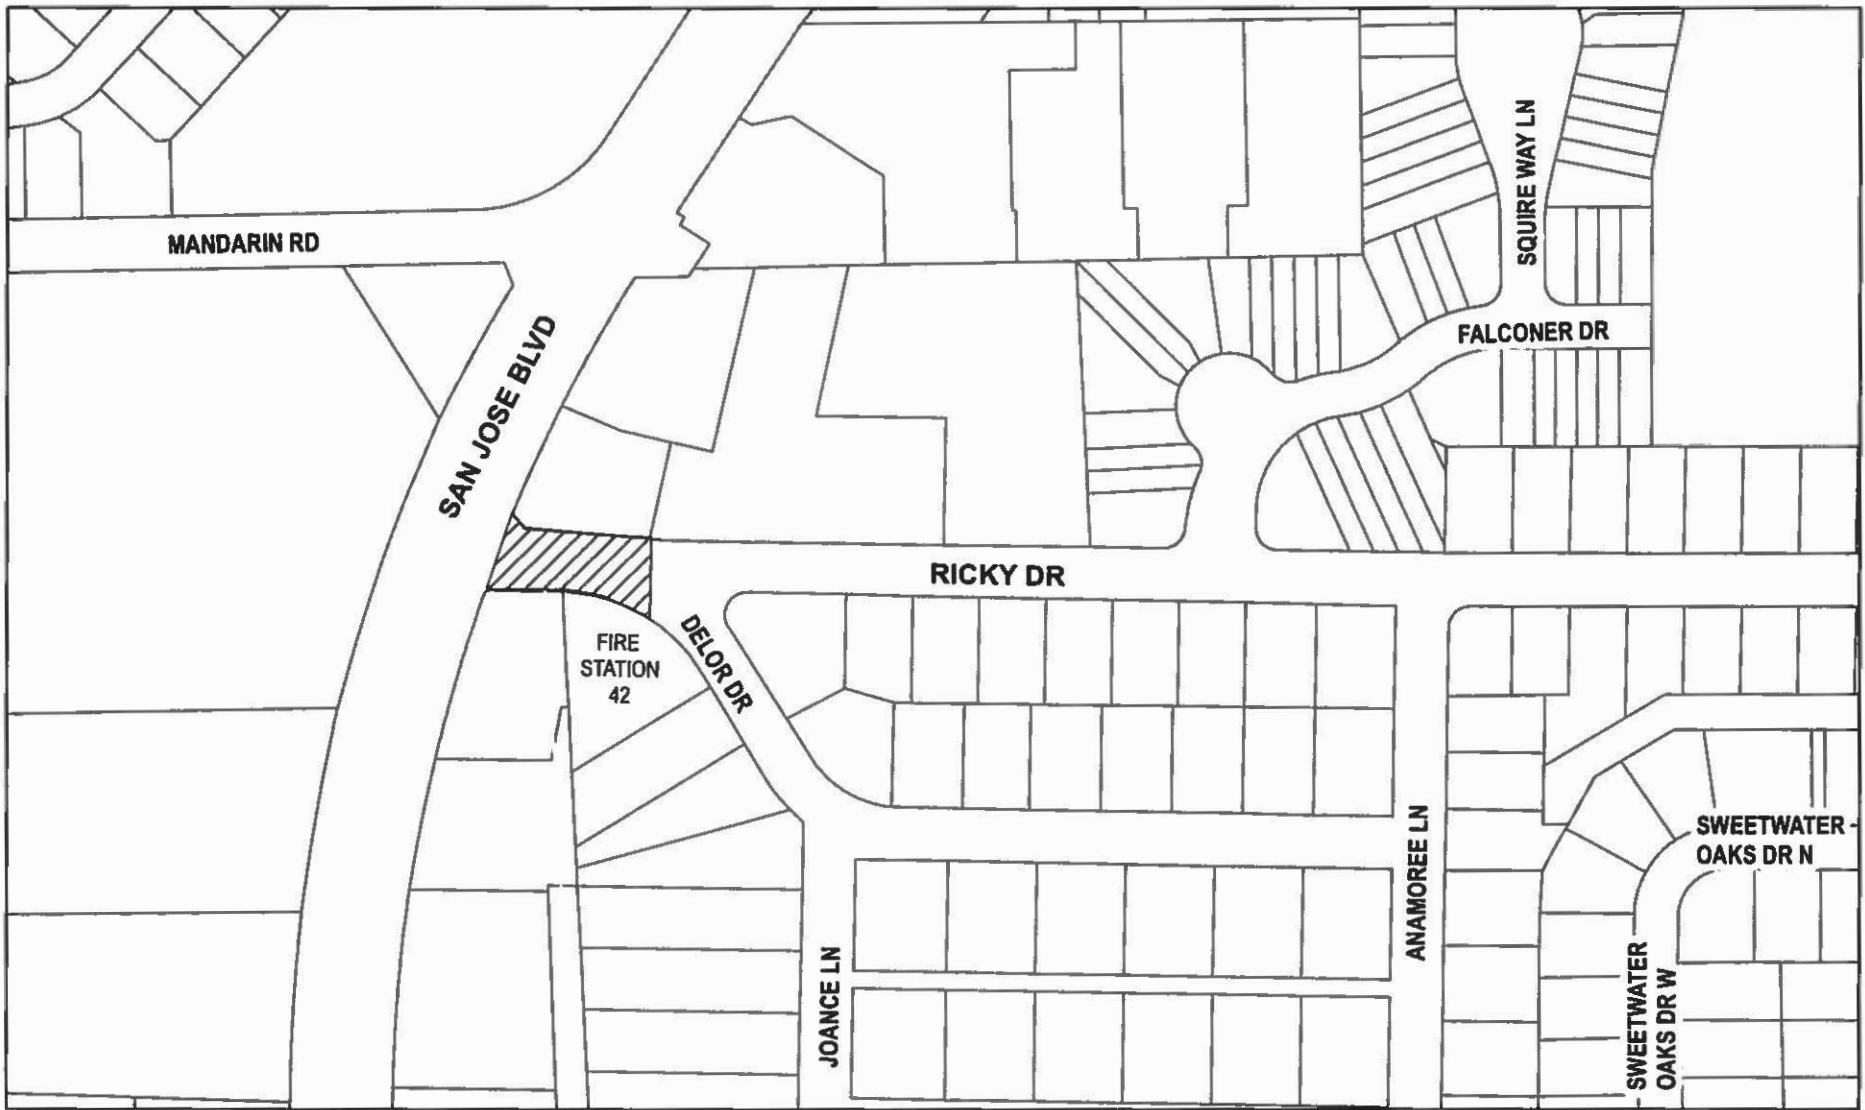 SQUIRE WAY LN
MANDARIN RD
FALCONER DR
SAN JOSE BLVD
RICKY DR
DELOR DR
FIRE
STATION
42
ANAMOREE LN
SWEETWATER
OAKS DR N
JOANCE LN
SWEETWATER
OAKS DR W